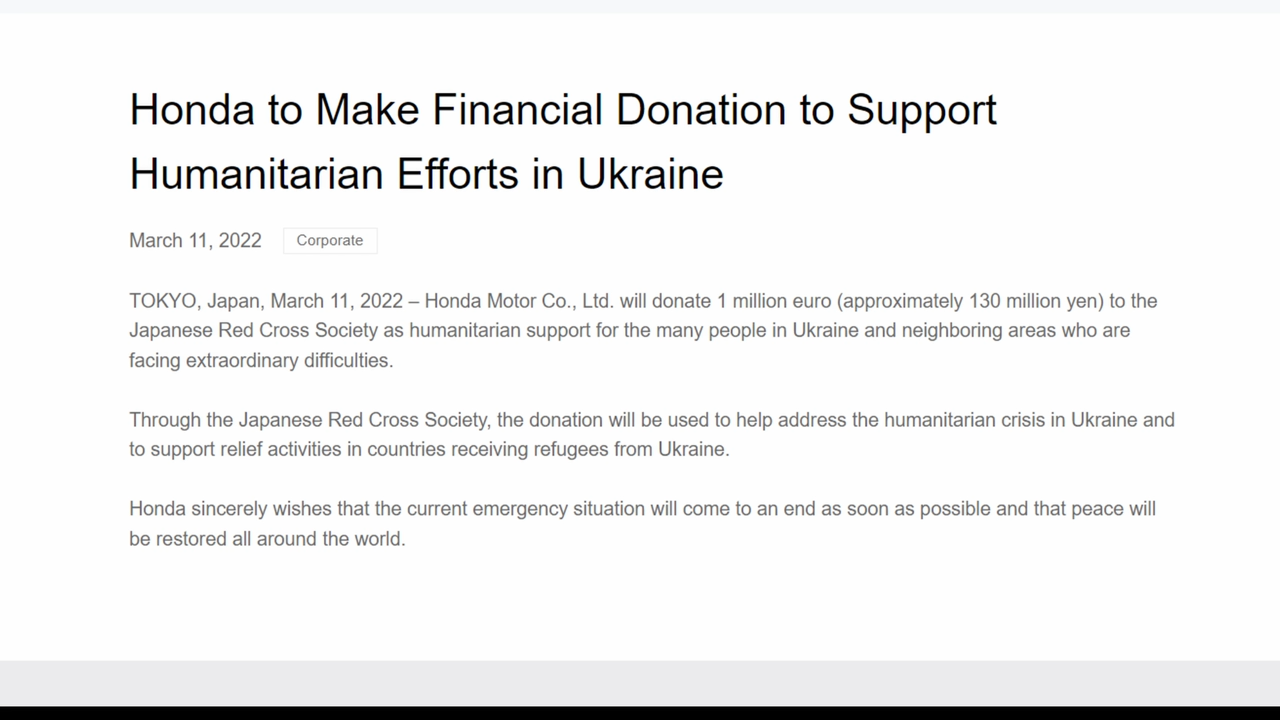 Honda to Make Financial Donation to Support
Humanitarian Efforts in Ukraine
March 11, 2022 Corporate
TOKYO, Japan, March 11, 2022 – Honda Motor Co., Ltd. will donate 1 million euro (approximately 130 million yen) to the
Japanese Red Cross Society as humanitarian support for the many people in Ukraine and neighboring areas who are
facing extraordinary difficulties.
Through the Japanese Red Cross Society, the donation will be used to help address the humanitarian crisis in Ukraine and
to support relief activities in countries receiving refugees from Ukraine.
Honda sincerely wishes that the current emergency situation will come to an end as soon as possible and that peace will
be restored all around the world.